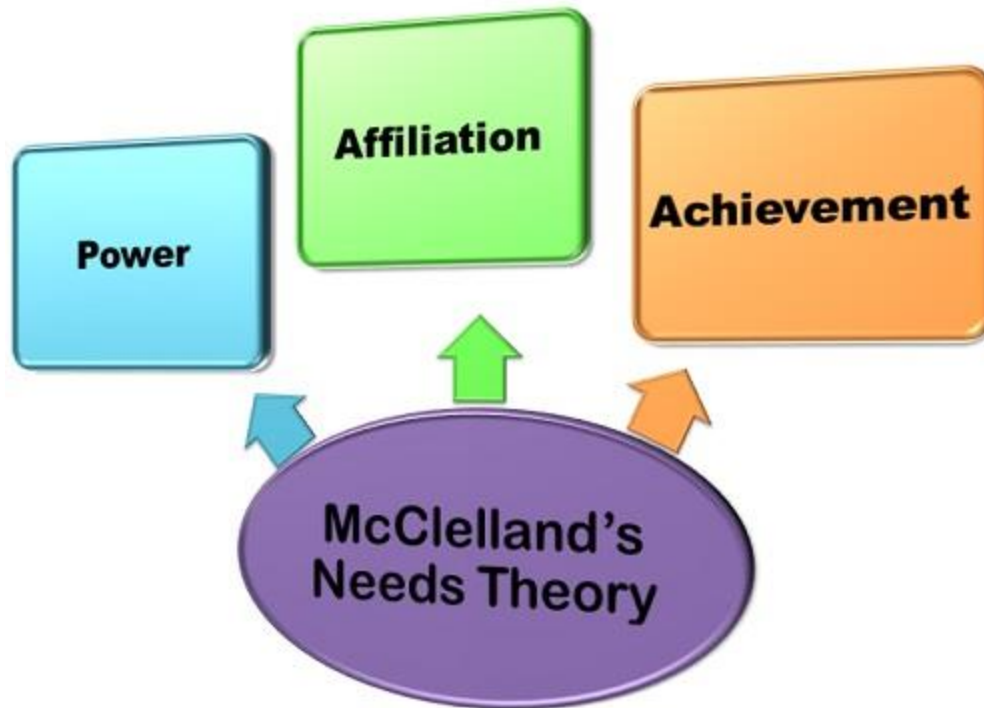 Power
Affiliation
Achievement
McClelland's
Needs Theory